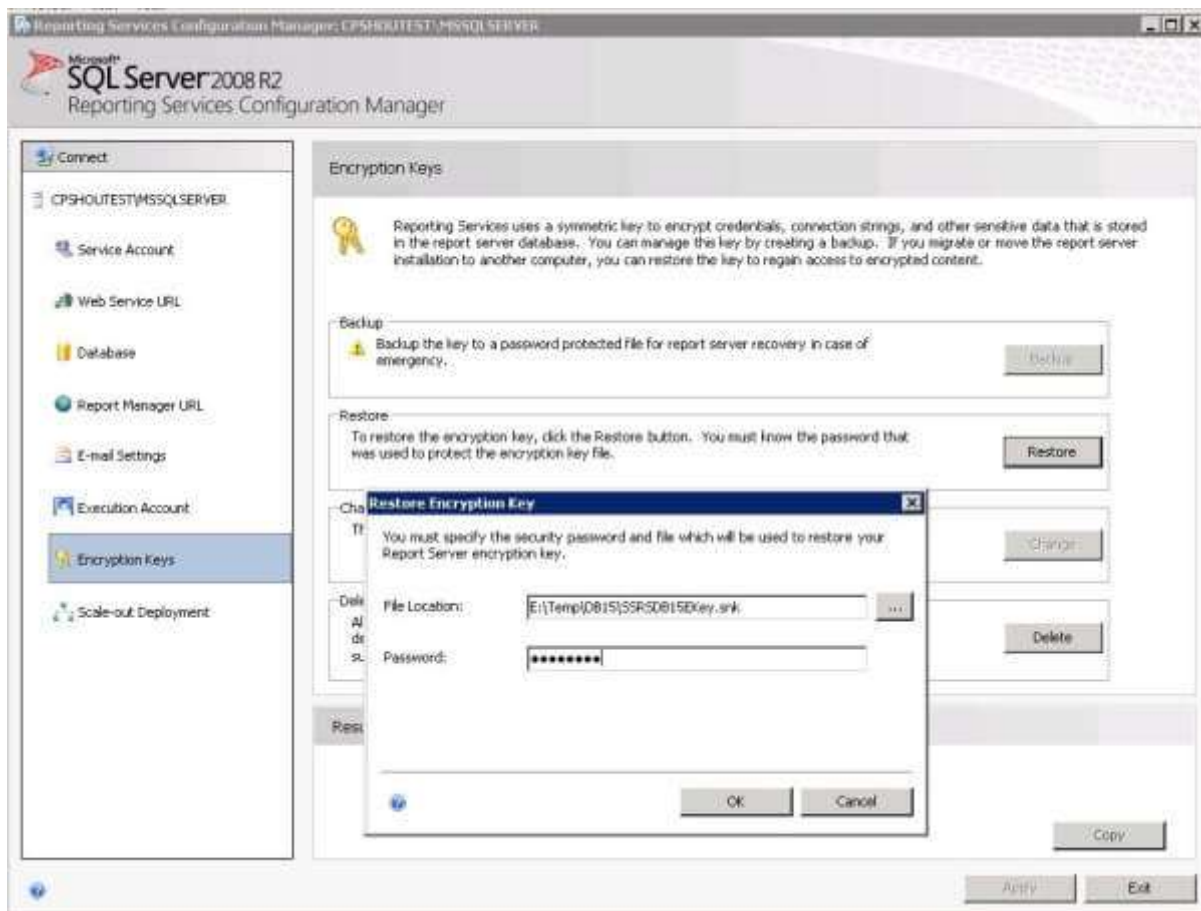 Reporting Services Configuration Manager: CPSHOUTEST\MSSQLSERVER
Microsoft
SQL Server 2008 R2
Reporting Services Configuration Manager
Connect
CPSHOUTEST\MSSQLSERVER
Service Account
Web Service URL
Database
Report Manager URL
E-mail Settings
Execution Account
Encryption Keys
Scale-out Deployment
Encryption Keys
Reporting Services uses a symmetric key to encrypt credentials, connection strings, and other sensitive data that is stored
in the report server database. You can manage this key by creating a backup. If you migrate or move the report server
installation to another computer, you can restore the key to regain access to encrypted content.
Backup
Backup the key to a password protected file for report server recovery in case of
emergency.
Backup
Restore
To restore the encryption key, click the Restore button. You must know the password that
was used to protect the encryption key file.
Restore
Cha
Th
Change
Dele
Al
de
su
Delete
Restore Encryption Key
You must specify the security password and file which will be used to restore your
Report Server encryption key.
File Location:
E:\Temp\DB15\SSRSDB15EKey.snk
...
Password:
OK
Cancel
Resu
Copy
Apply
Exit